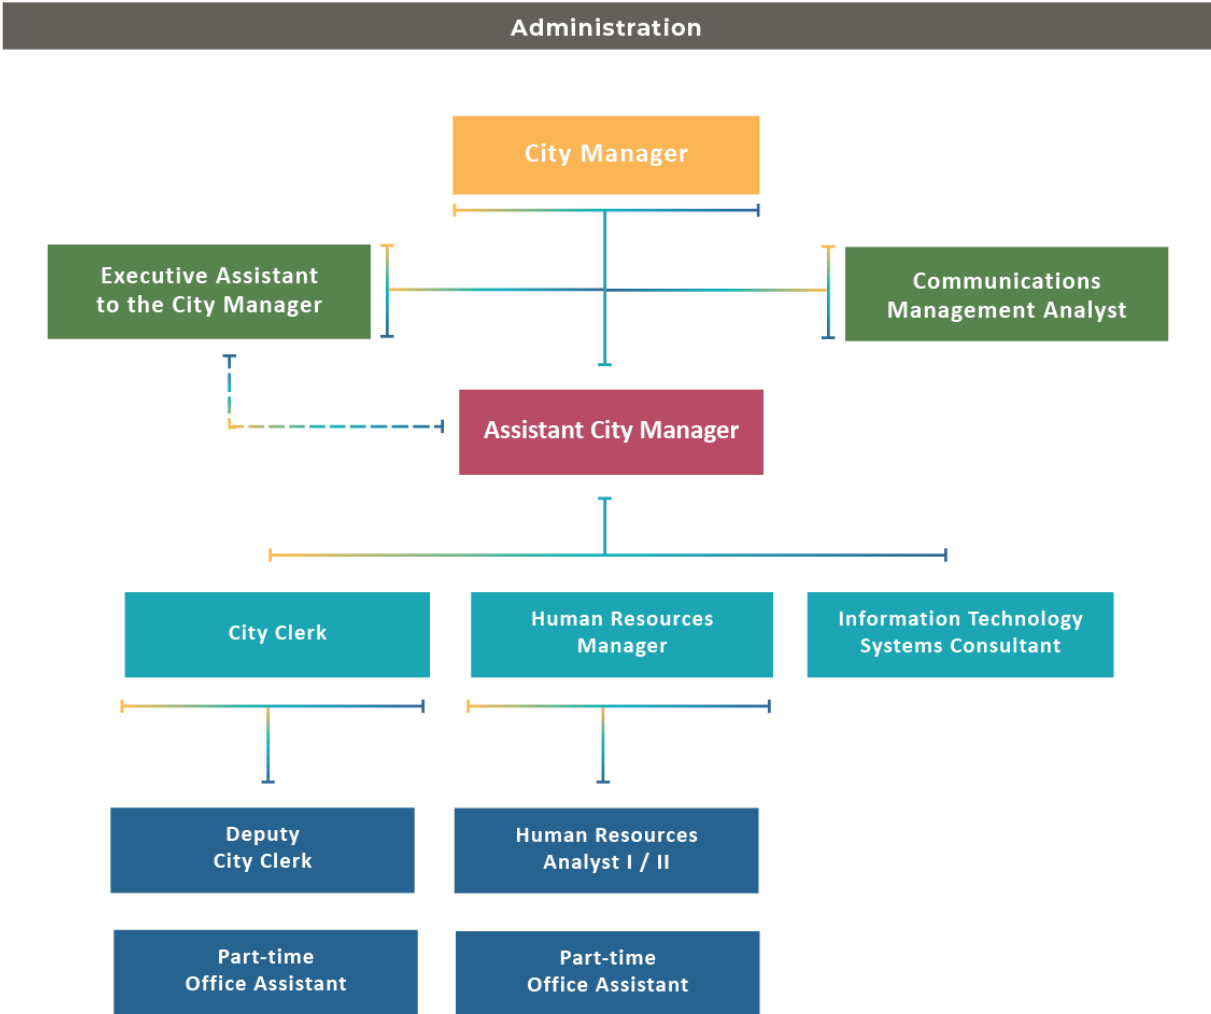 Administration
City Manager
Executive Assistant
to the City Manager
Communications
Management Analyst
Assistant City Manager
City Clerk
Human Resources
Manager
Information Technology
Systems Consultant
Deputy
City Clerk
Human Resources
Analyst I / II
Part-time
Office Assistant
Part-time
Office Assistant